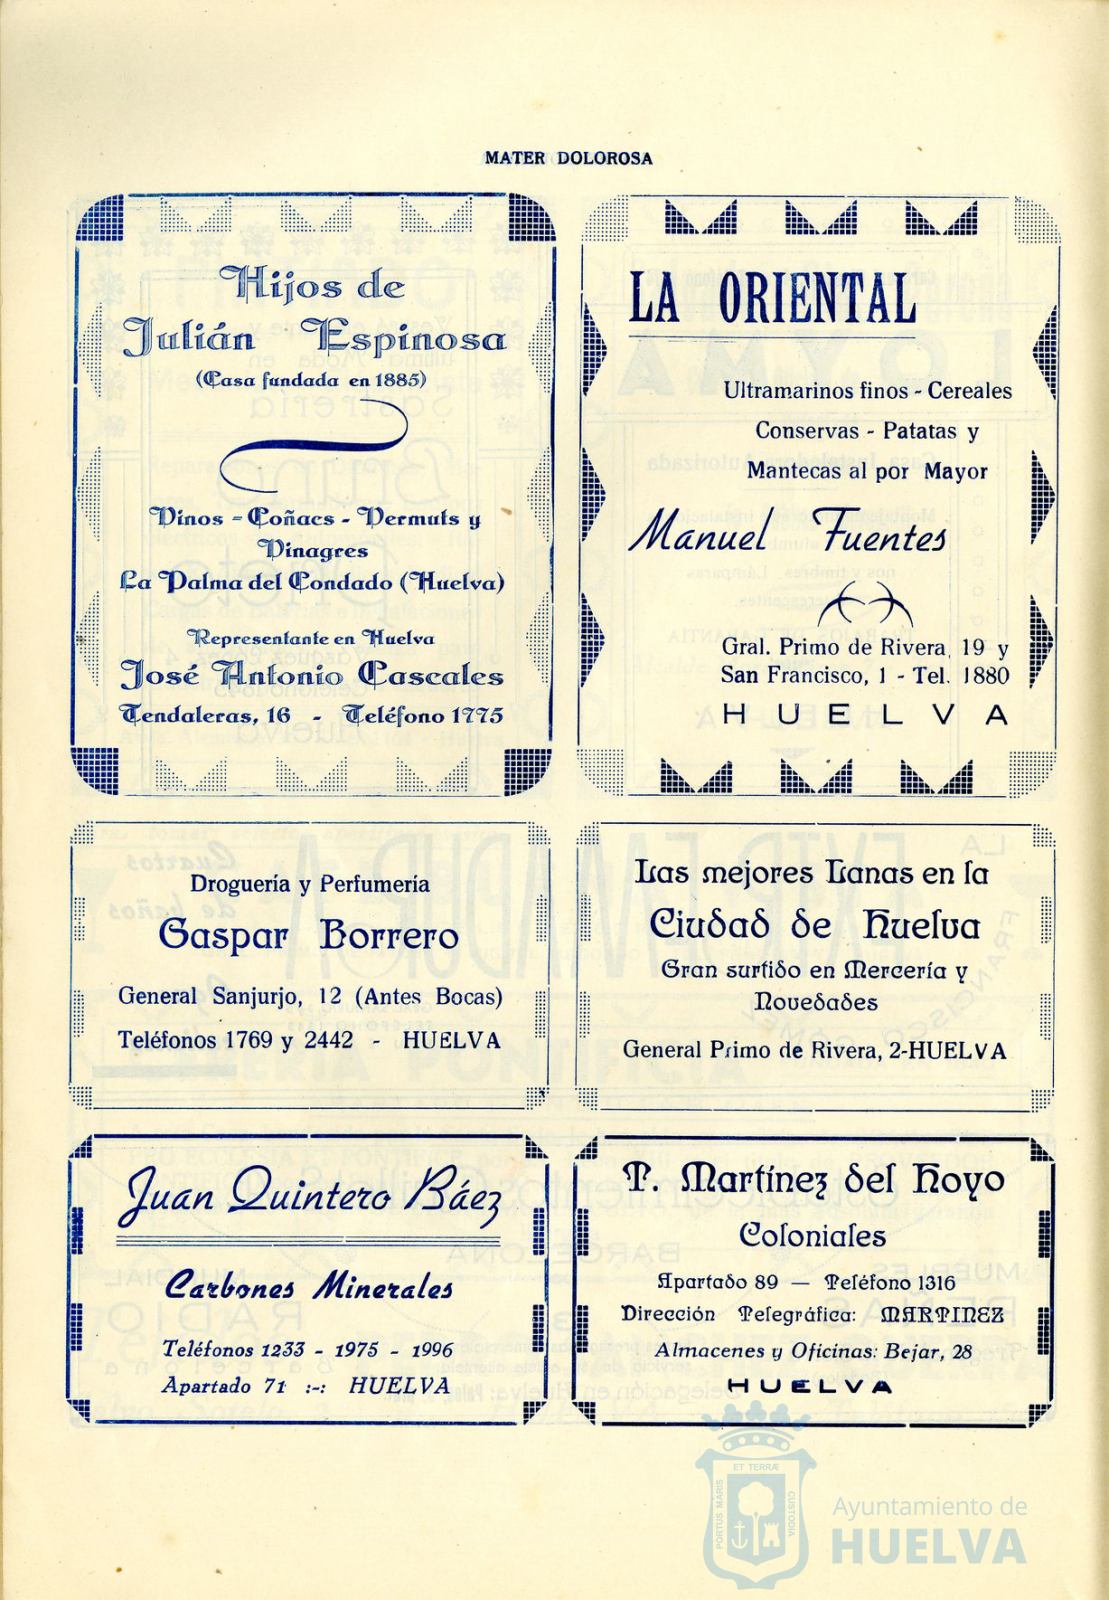 MATER DOLOROSA
Hijos de
Julián Espinosa
(Casa fundada en 1885)
Vinos - Coñacs - Vermuts y
Vinagres
La Palma del Condado (Huelva)
Representante en Huelva
José Antonio Cascales
Tendaleras, 16 - Teléfono 1775
LA ORIENTAL
Ultramarinos finos - Cereales
Conservas - Patatas y
Mantecas al por Mayor
Manuel Fuentes
Gral. Primo de Rivera, 19 y
San Francisco, 1 - Tel. 1880
HUELVA
Droguería y Perfumería
Gaspar Borrero
General Sanjurjo, 12 (Antes Bocas)
Teléfonos 1769 y 2442 - HUELVA
Las mejores Lanas en la
Ciudad de Huelva
Gran surtido en Mercería y
Novedades
General Primo de Rivera, 2-HUELVA
Juan Quintero Báez
Carbones Minerales
Teléfonos 1233 - 1975 - 1996
Apartado 71 :-: HUELVA
T. Martínez del Hoyo
Coloniales
Apartado 89 — Teléfono 1316
Dirección Telegráfica: MARTINEZ
Almacenes y Oficinas: Bejar, 28
HUELVA
ET TERRÆ
PORTUS MARIS
CUSTODIA
Ayuntamiento de
HUELVA